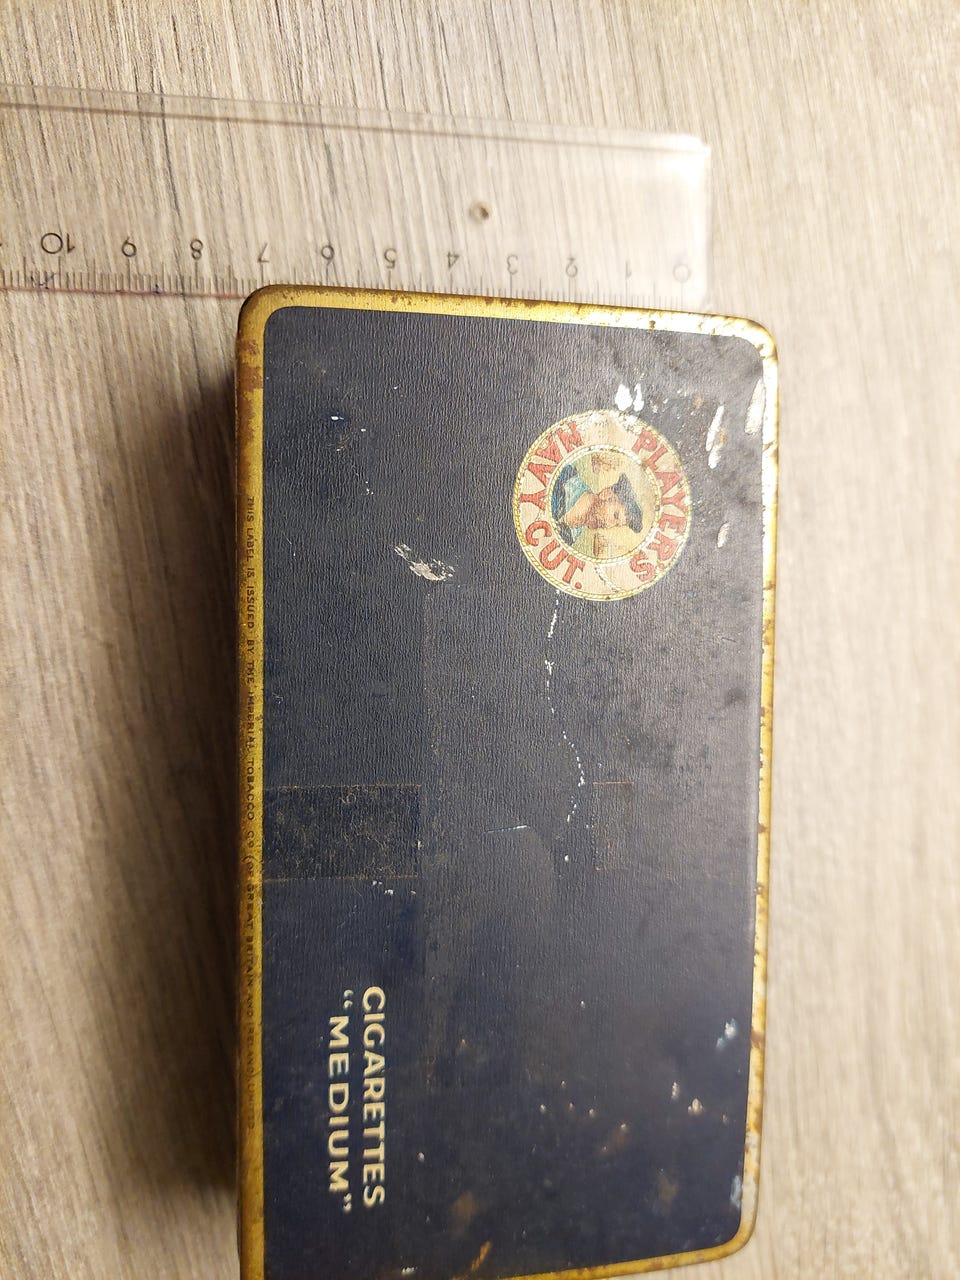 10 9 8 7 6 5 4 3 2 1 0
PLAYER'S
NAVY CUT.
CIGARETTES
"MEDIUM"
THIS LABEL IS ISSUED BY THE IMPERIAL TOBACCO CO (OF GREAT BRITAIN AND IRELAND) LIMITED